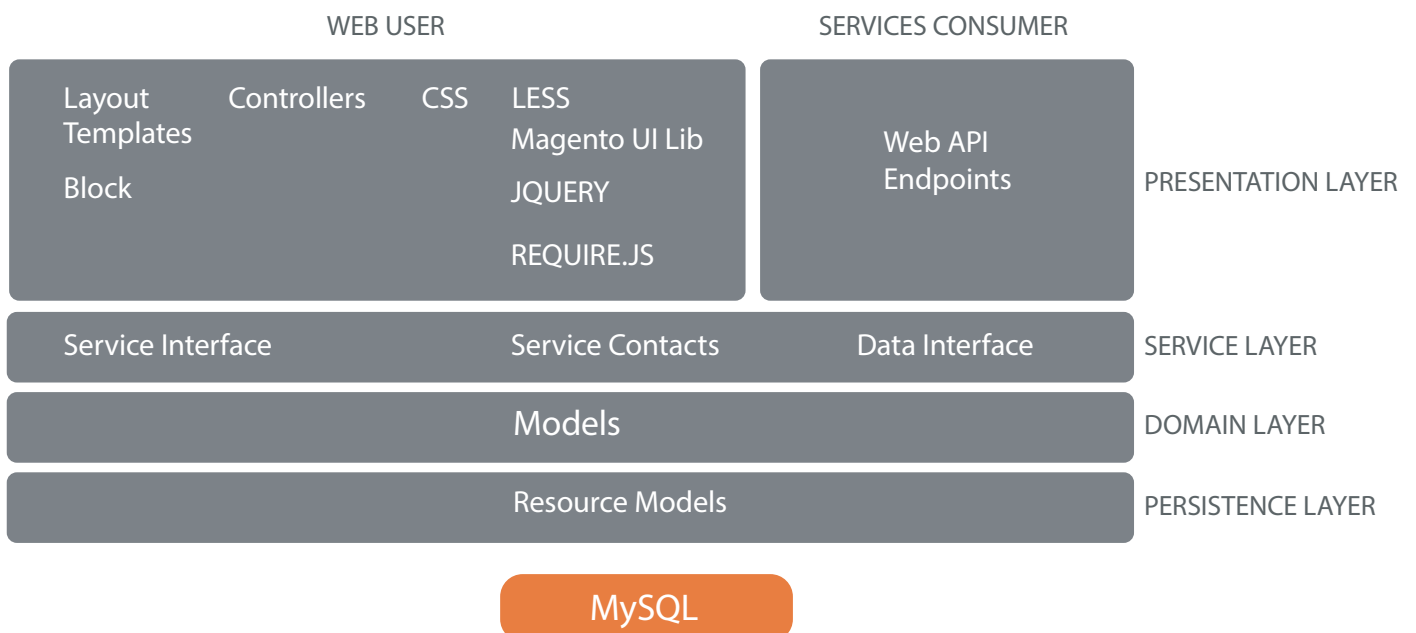 WEB USER
SERVICES CONSUMER
Layout
Templates
Block
Controllers
CSS
LESS
Magento UI Lib
JQUERY
REQUIRE.JS
Web API
Endpoints
PRESENTATION LAYER
Service Interface
Service Contacts
Data Interface
SERVICE LAYER
Models
DOMAIN LAYER
Resource Models
PERSISTENCE LAYER
MySQL